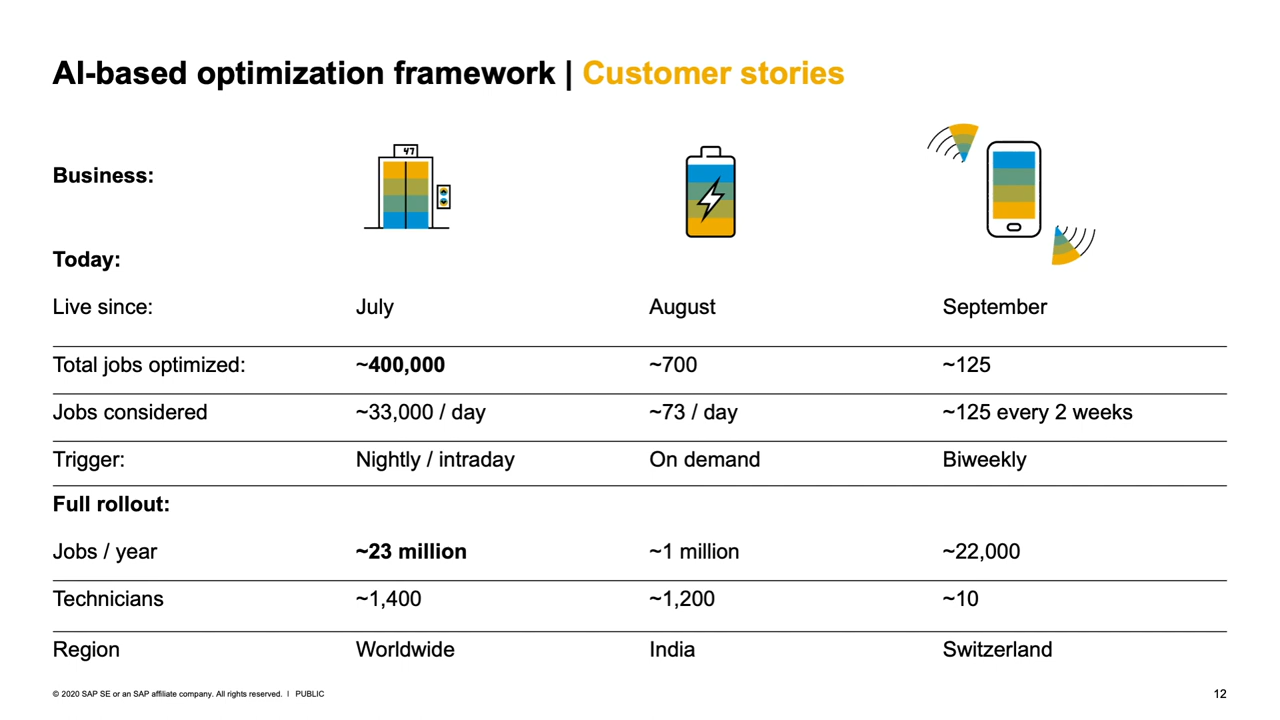 AI-based optimization framework | Customer stories
47
Business:
Today:
Live since: July August September
Total jobs optimized: ~400,000 ~700 ~125
Jobs considered ~33,000 / day ~73 / day ~125 every 2 weeks
Trigger: Nightly / intraday On demand Biweekly
Full rollout:
Jobs / year ~23 million ~1 million ~22,000
Technicians ~1,400 ~1,200 ~10
Region Worldwide India Switzerland
© 2020 SAP SE or an SAP affiliate company. All rights reserved. | PUBLIC 12